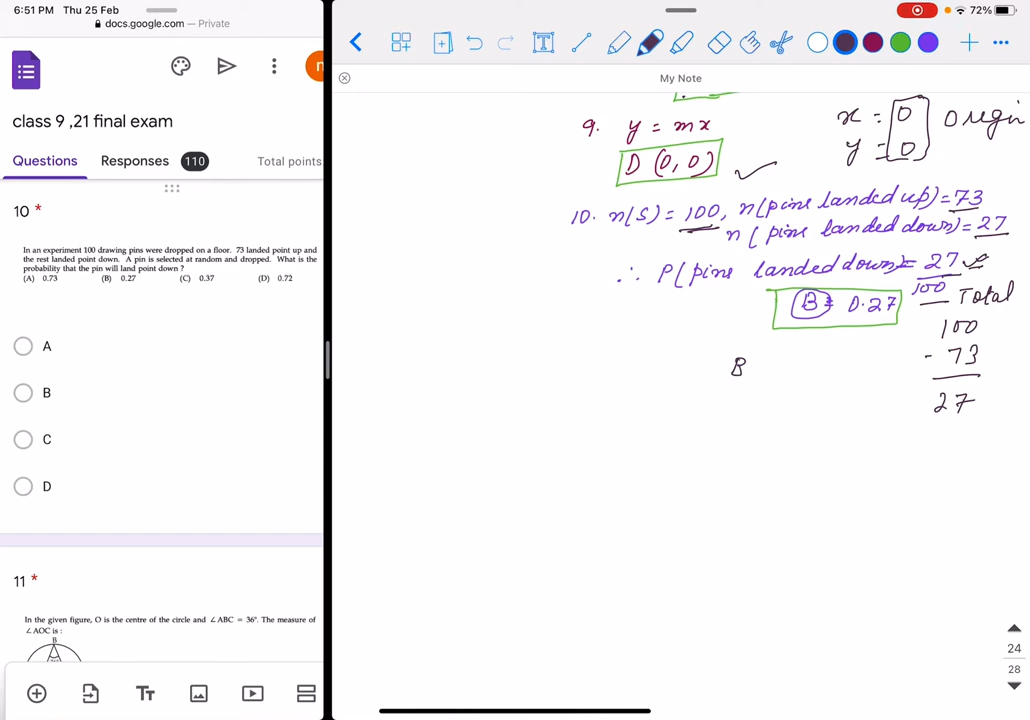 6:51 PM Thu 25 Feb
72%
docs.google.com — Private
class 9 ,21 final exam
Questions Responses 110 Total points
10 *
In an experiment 100 drawing pins were dropped on a floor. 73 landed point up and
the rest landed point down. A pin is selected at random and dropped. What is the
probability that the pin will land point down ?
(A) 0.73 (B) 0.27 (C) 0.37 (D) 0.72
A
B
C
D
11 *
In the given figure, O is the centre of the circle and ∠ABC = 36°. The measure of
∠AOC is :
B
My Note
9. y = mx
D (0, 0)
x = 0
y = 0
Origin
10. n(S) = 100, n(pins landed up) = 73
n( pins landed down) = 27
∴ P(pins landed down) = 27
100
B = 0.27
Total
100
- 73
27
B
24
28